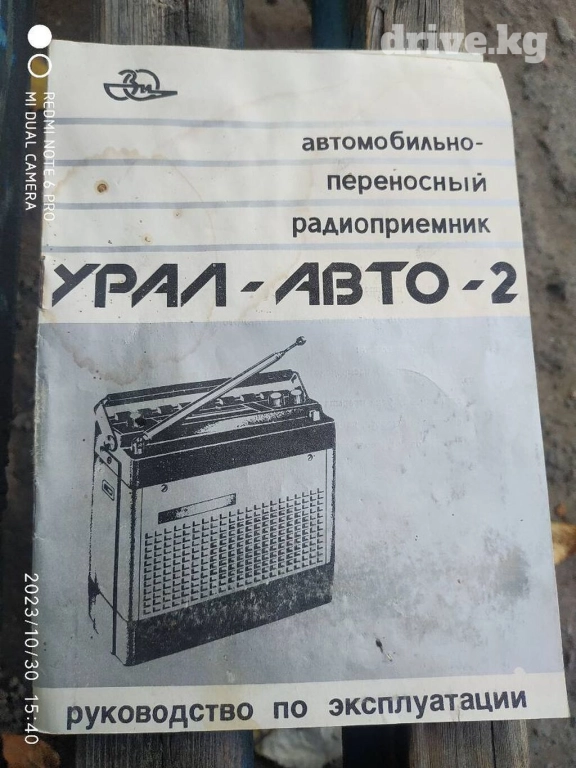 drive.kg
автомобильно-
переносный
радиоприемник
УРАЛ-АВТО-2
руководство по эксплуатации
REDMI NOTE 6 PRO
MI DUAL CAMERA
2023/10/30 15:40